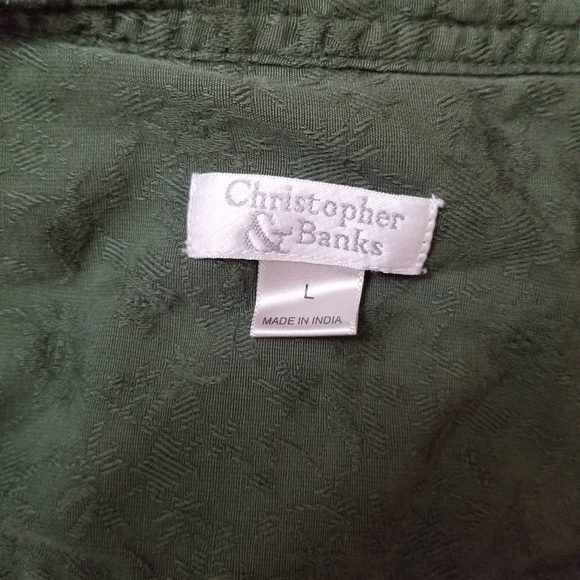 Christopher
& Banks
L
MADE IN INDIA